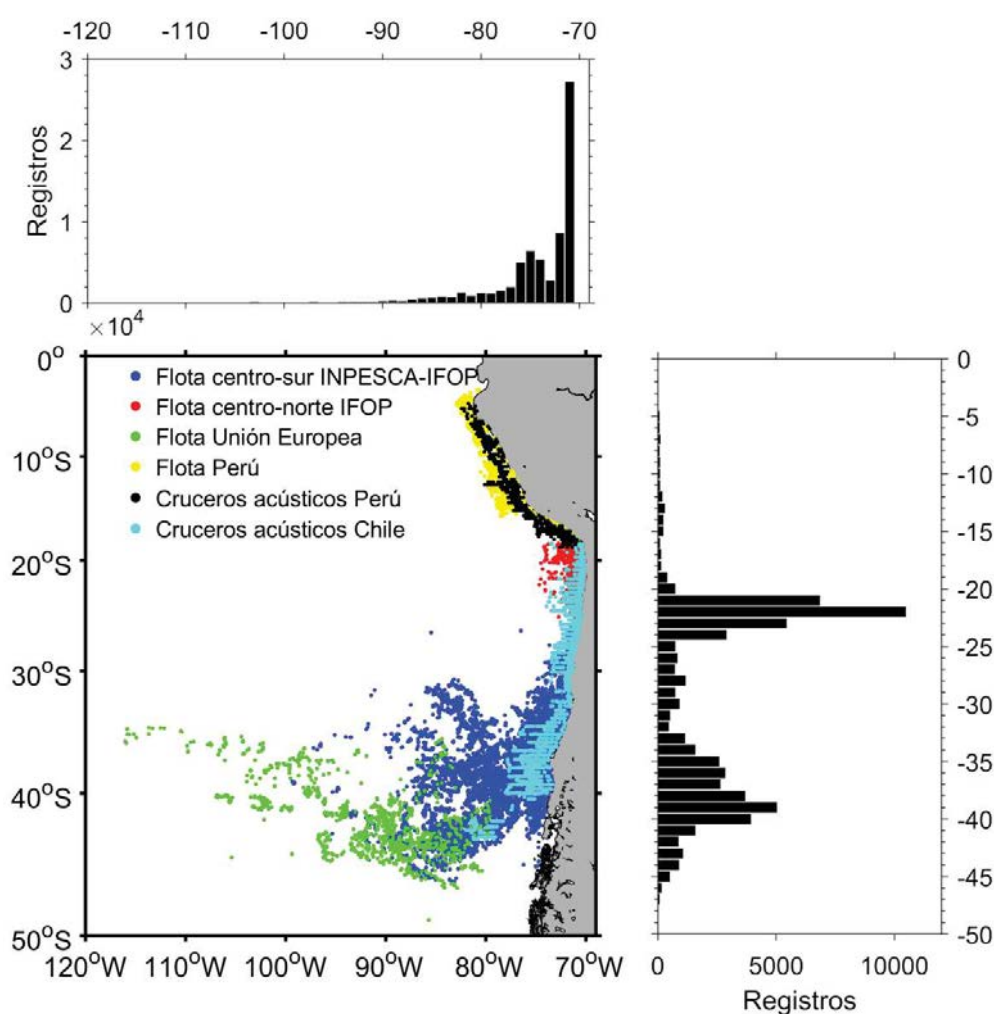 -120 -110 -100 -90 -80 -70
3
2
1
0
Registros
×10⁴
0°
10°S
20°S
30°S
40°S
50°S
Flota centro-sur INPESCA-IFOP
Flota centro-norte IFOP
Flota Unión Europea
Flota Perú
Cruceros acústicos Perú
Cruceros acústicos Chile
120°W 110°W 100°W 90°W 80°W 70°W
0
-5
-10
-15
-20
-25
-30
-35
-40
-45
-50
0 5000 10000
Registros